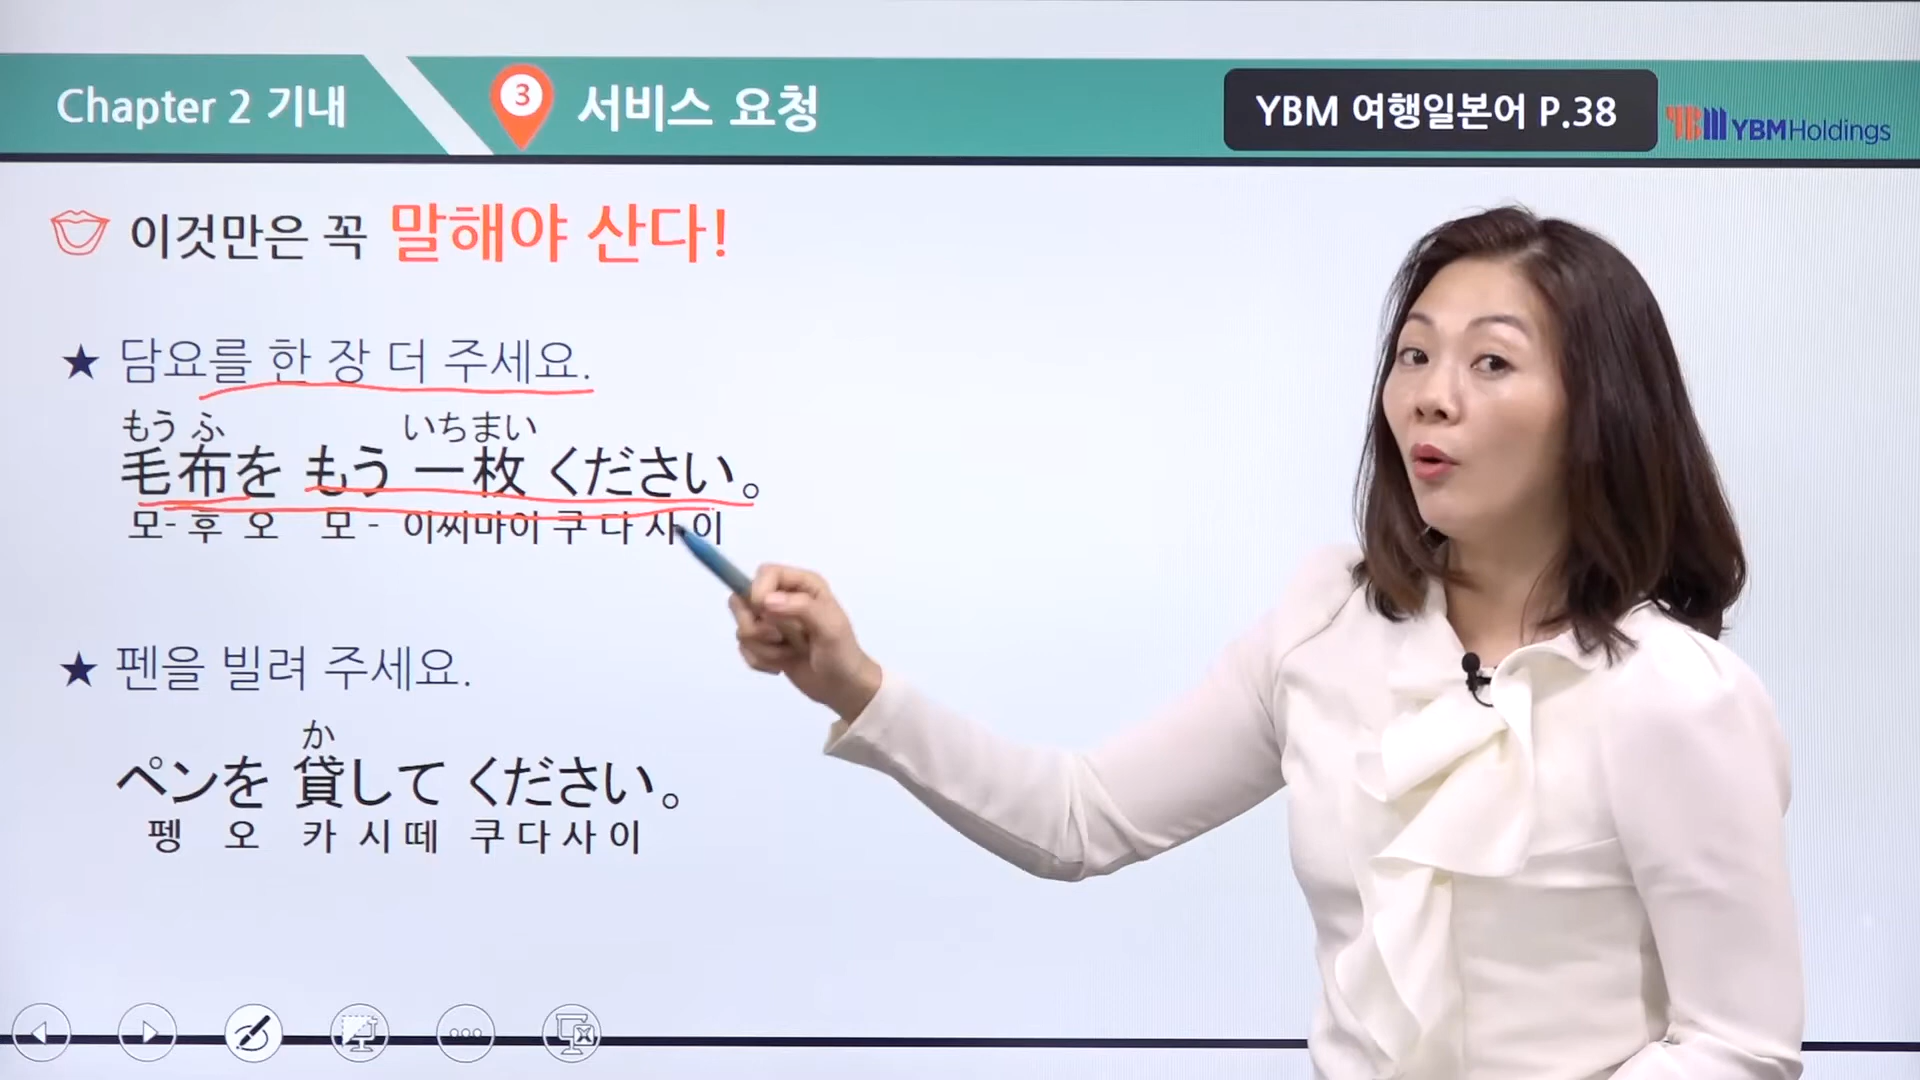 Chapter 2 기내
3
서비스 요청
YBM 여행일본어 P.38
YBM YBMHoldings
이것만은 꼭 말해야 산다!
★ 담요를 한 장 더 주세요.
もう ふ いちまい
毛布を もう 一枚 ください。
모- 후 오 모 - 이찌마이 쿠 다 사 이
★ 펜을 빌려 주세요.
か
ペンを 貸して ください。
펭 오 카 시 떼 쿠 다 사 이